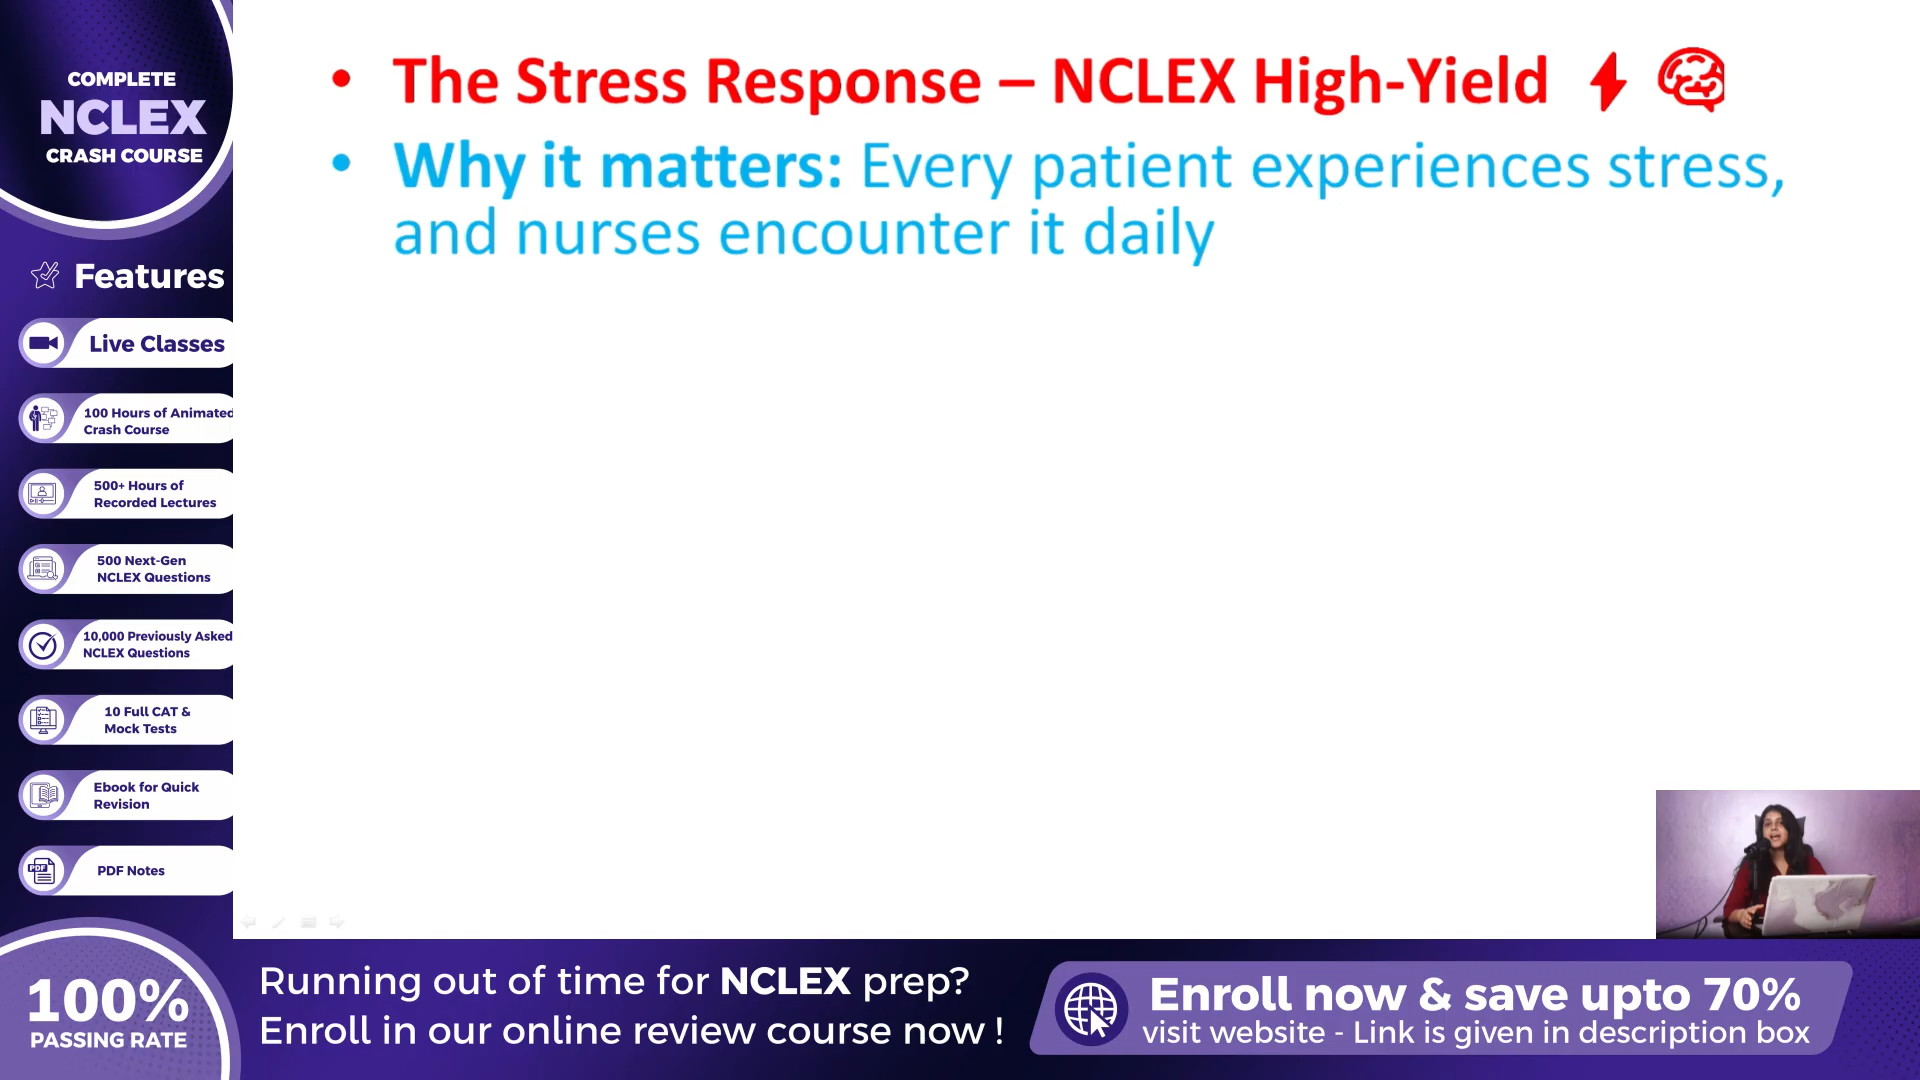 COMPLETE
NCLEX
CRASH COURSE
Features
Live Classes
100 Hours of Animated
Crash Course
500+ Hours of
Recorded Lectures
500 Next-Gen
NCLEX Questions
10,000 Previously Asked
NCLEX Questions
10 Full CAT &
Mock Tests
Ebook for Quick
Revision
PDF
PDF Notes
100%
PASSING RATE
• The Stress Response – NCLEX High-Yield
• Why it matters: Every patient experiences stress,
and nurses encounter it daily
Running out of time for NCLEX prep?
Enroll in our online review course now !
Enroll now & save upto 70%
visit website - Link is given in description box